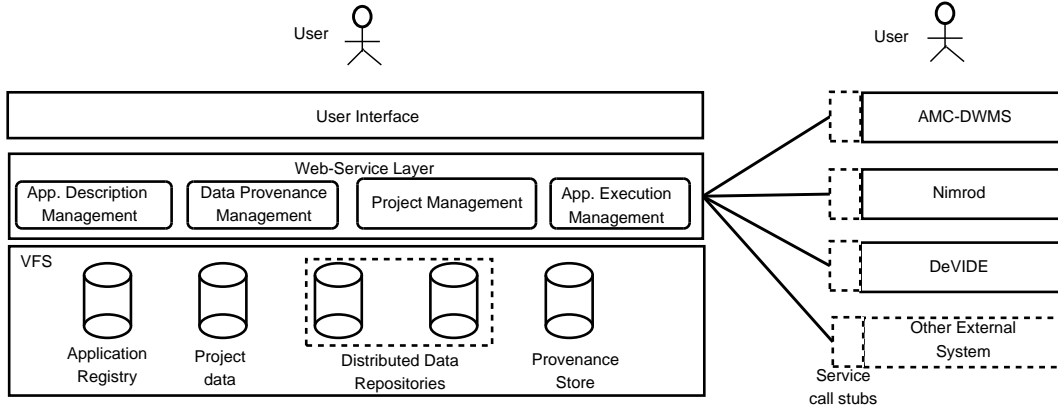 User
User
User Interface
AMC-DWMS
Web-Service Layer
App. Description
Management
Data Provenance
Management
Project Management
App. Execution
Management
Nimrod
DeVIDE
VFS
Application
Registry
Project
data
Distributed Data
Repositories
Provenance
Store
Other External
System
Service
call stubs